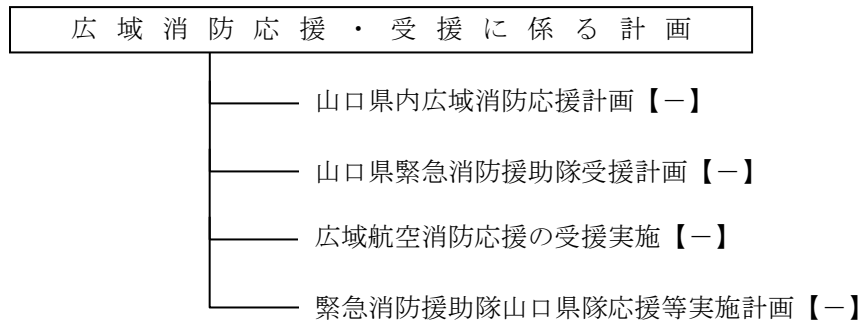 広域消防応援・受援に係る計画
山口県内広域消防応援計画【－】
山口県緊急消防援助隊受援計画【－】
広域航空消防応援の受援実施【－】
緊急消防援助隊山口県隊応援等実施計画【－】